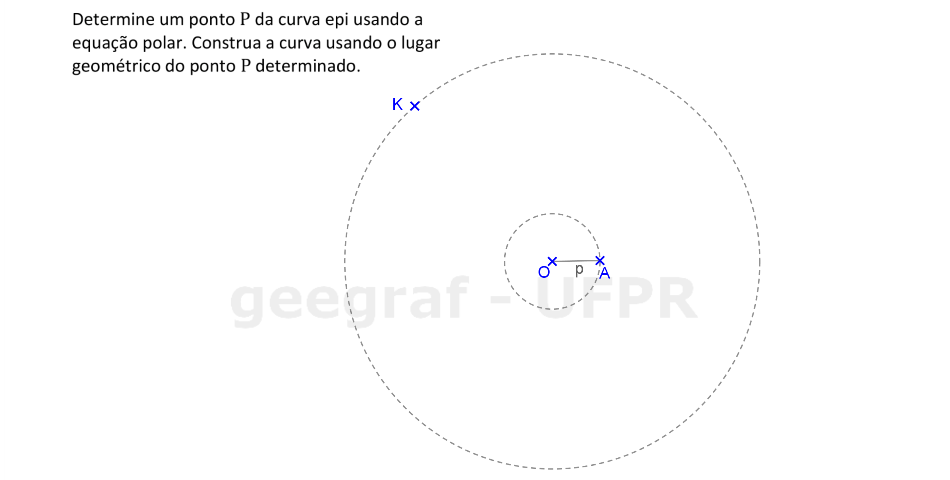 Determine um ponto P da curva epi usando a
equação polar. Construa a curva usando o lugar
geométrico do ponto P determinado.
K
O
p
A
geegraf - UFPR